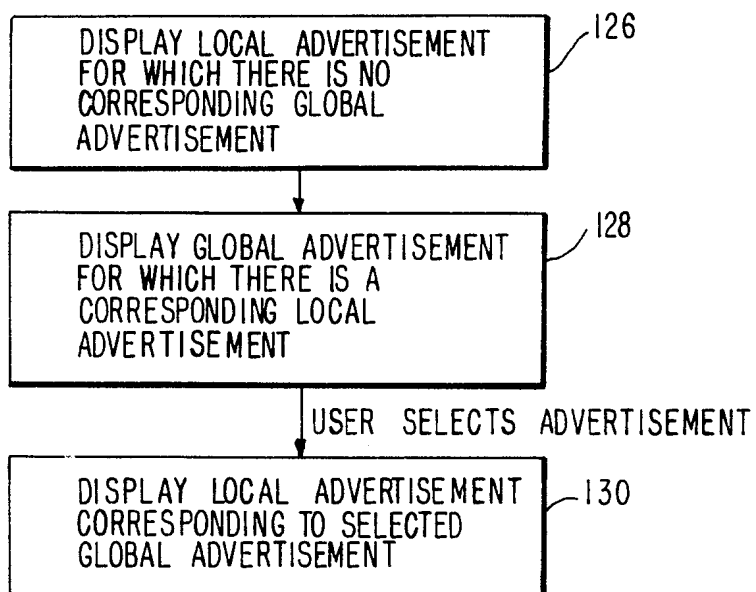 DISPLAY LOCAL ADVERTISEMENT
FOR WHICH THERE IS NO
CORRESPONDING GLOBAL
ADVERTISEMENT
126
DISPLAY GLOBAL ADVERTISEMENT
FOR WHICH THERE IS A
CORRESPONDING LOCAL
ADVERTISEMENT
128
USER SELECTS ADVERTISEMENT
DISPLAY LOCAL ADVERTISEMENT
CORRESPONDING TO SELECTED
GLOBAL ADVERTISEMENT
130